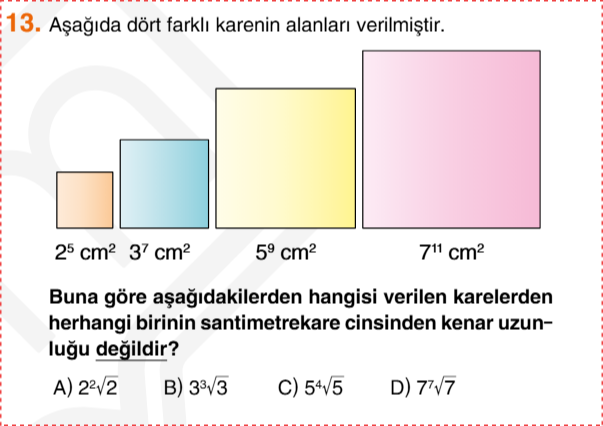 13. Aşağıda dört farklı karenin alanları verilmiştir.
2⁵ cm² 3⁷ cm² 5⁹ cm² 7¹¹ cm²
Buna göre aşağıdakilerden hangisi verilen karelerden
herhangi birinin santimetrekare cinsinden kenar uzun-
luğu değildir?
A) 2²√2 B) 3³√3 C) 5⁴√5 D) 7⁷√7